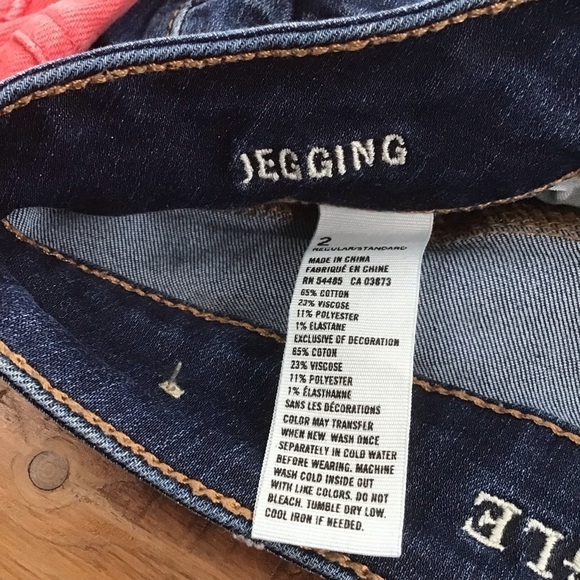 JEGGING
2
REGULAR/STANDARD
MADE IN CHINA
FABRIQUÉ EN CHINE
RN 54485 CA 03873
65% COTTON
23% VISCOSE
11% POLYESTER
1% ELASTANE
EXCLUSIVE OF DECORATION
65% COTON
23% VISCOSE
11% POLYESTER
1% ÉLASTHANNE
SANS LES DÉCORATIONS
COLOR MAY TRANSFER
WHEN NEW. WASH ONCE
SEPARATELY IN COLD WATER
BEFORE WEARING. MACHINE
WASH COLD INSIDE OUT
WITH LIKE COLORS. DO NOT
BLEACH. TUMBLE DRY LOW.
COOL IRON IF NEEDED.